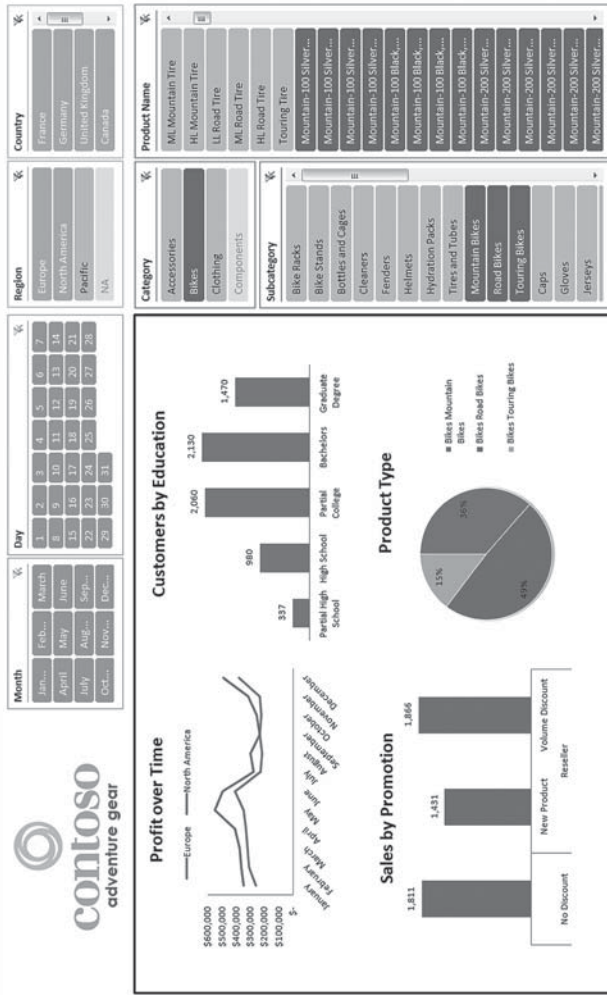 contoso
adventure gear
Month
Jan... Feb... March
April May June
July Aug... Sep...
Oct... Nov... Dec...
Day
1 2 3 4 5 6 7
8 9 10 11 12 13 14
15 16 17 18 19 20 21
22 23 24 25 26 27 28
29 30 31
Region
Europe
North America
Pacific
NA
Country
France
Germany
United Kingdom
Canada
Profit over Time
Europe North America
$600,000
$500,000
$400,000
$300,000
$200,000
$100,000
$-
January
February
March
April
May
June
July
August
September
October
November
December
Customers by Education
337
980
2,060
2,130
1,470
Partial High School
High School
Partial College
Bachelors
Graduate Degree
Sales by Promotion
1,811
1,431
1,866
No Discount
New Product
Volume Discount
Reseller
Product Type
15%
36%
49%
Bikes Mountain Bikes
Bikes Road Bikes
Bikes Touring Bikes
Category
Accessories
Bikes
Clothing
Components
Subcategory
Bike Racks
Bike Stands
Bottles and Cages
Cleaners
Fenders
Helmets
Hydration Packs
Tires and Tubes
Mountain Bikes
Road Bikes
Touring Bikes
Caps
Gloves
Jerseys
Product Name
ML Mountain Tire
HL Mountain Tire
LL Road Tire
ML Road Tire
HL Road Tire
Touring Tire
Mountain-100 Silver...
Mountain-100 Silver...
Mountain-100 Silver...
Mountain-100 Silver...
Mountain-100 Black,...
Mountain-100 Black,...
Mountain-100 Black,...
Mountain-100 Black,...
Mountain-200 Silver...
Mountain-200 Silver...
Mountain-200 Silver...
Mountain-200 Silver...